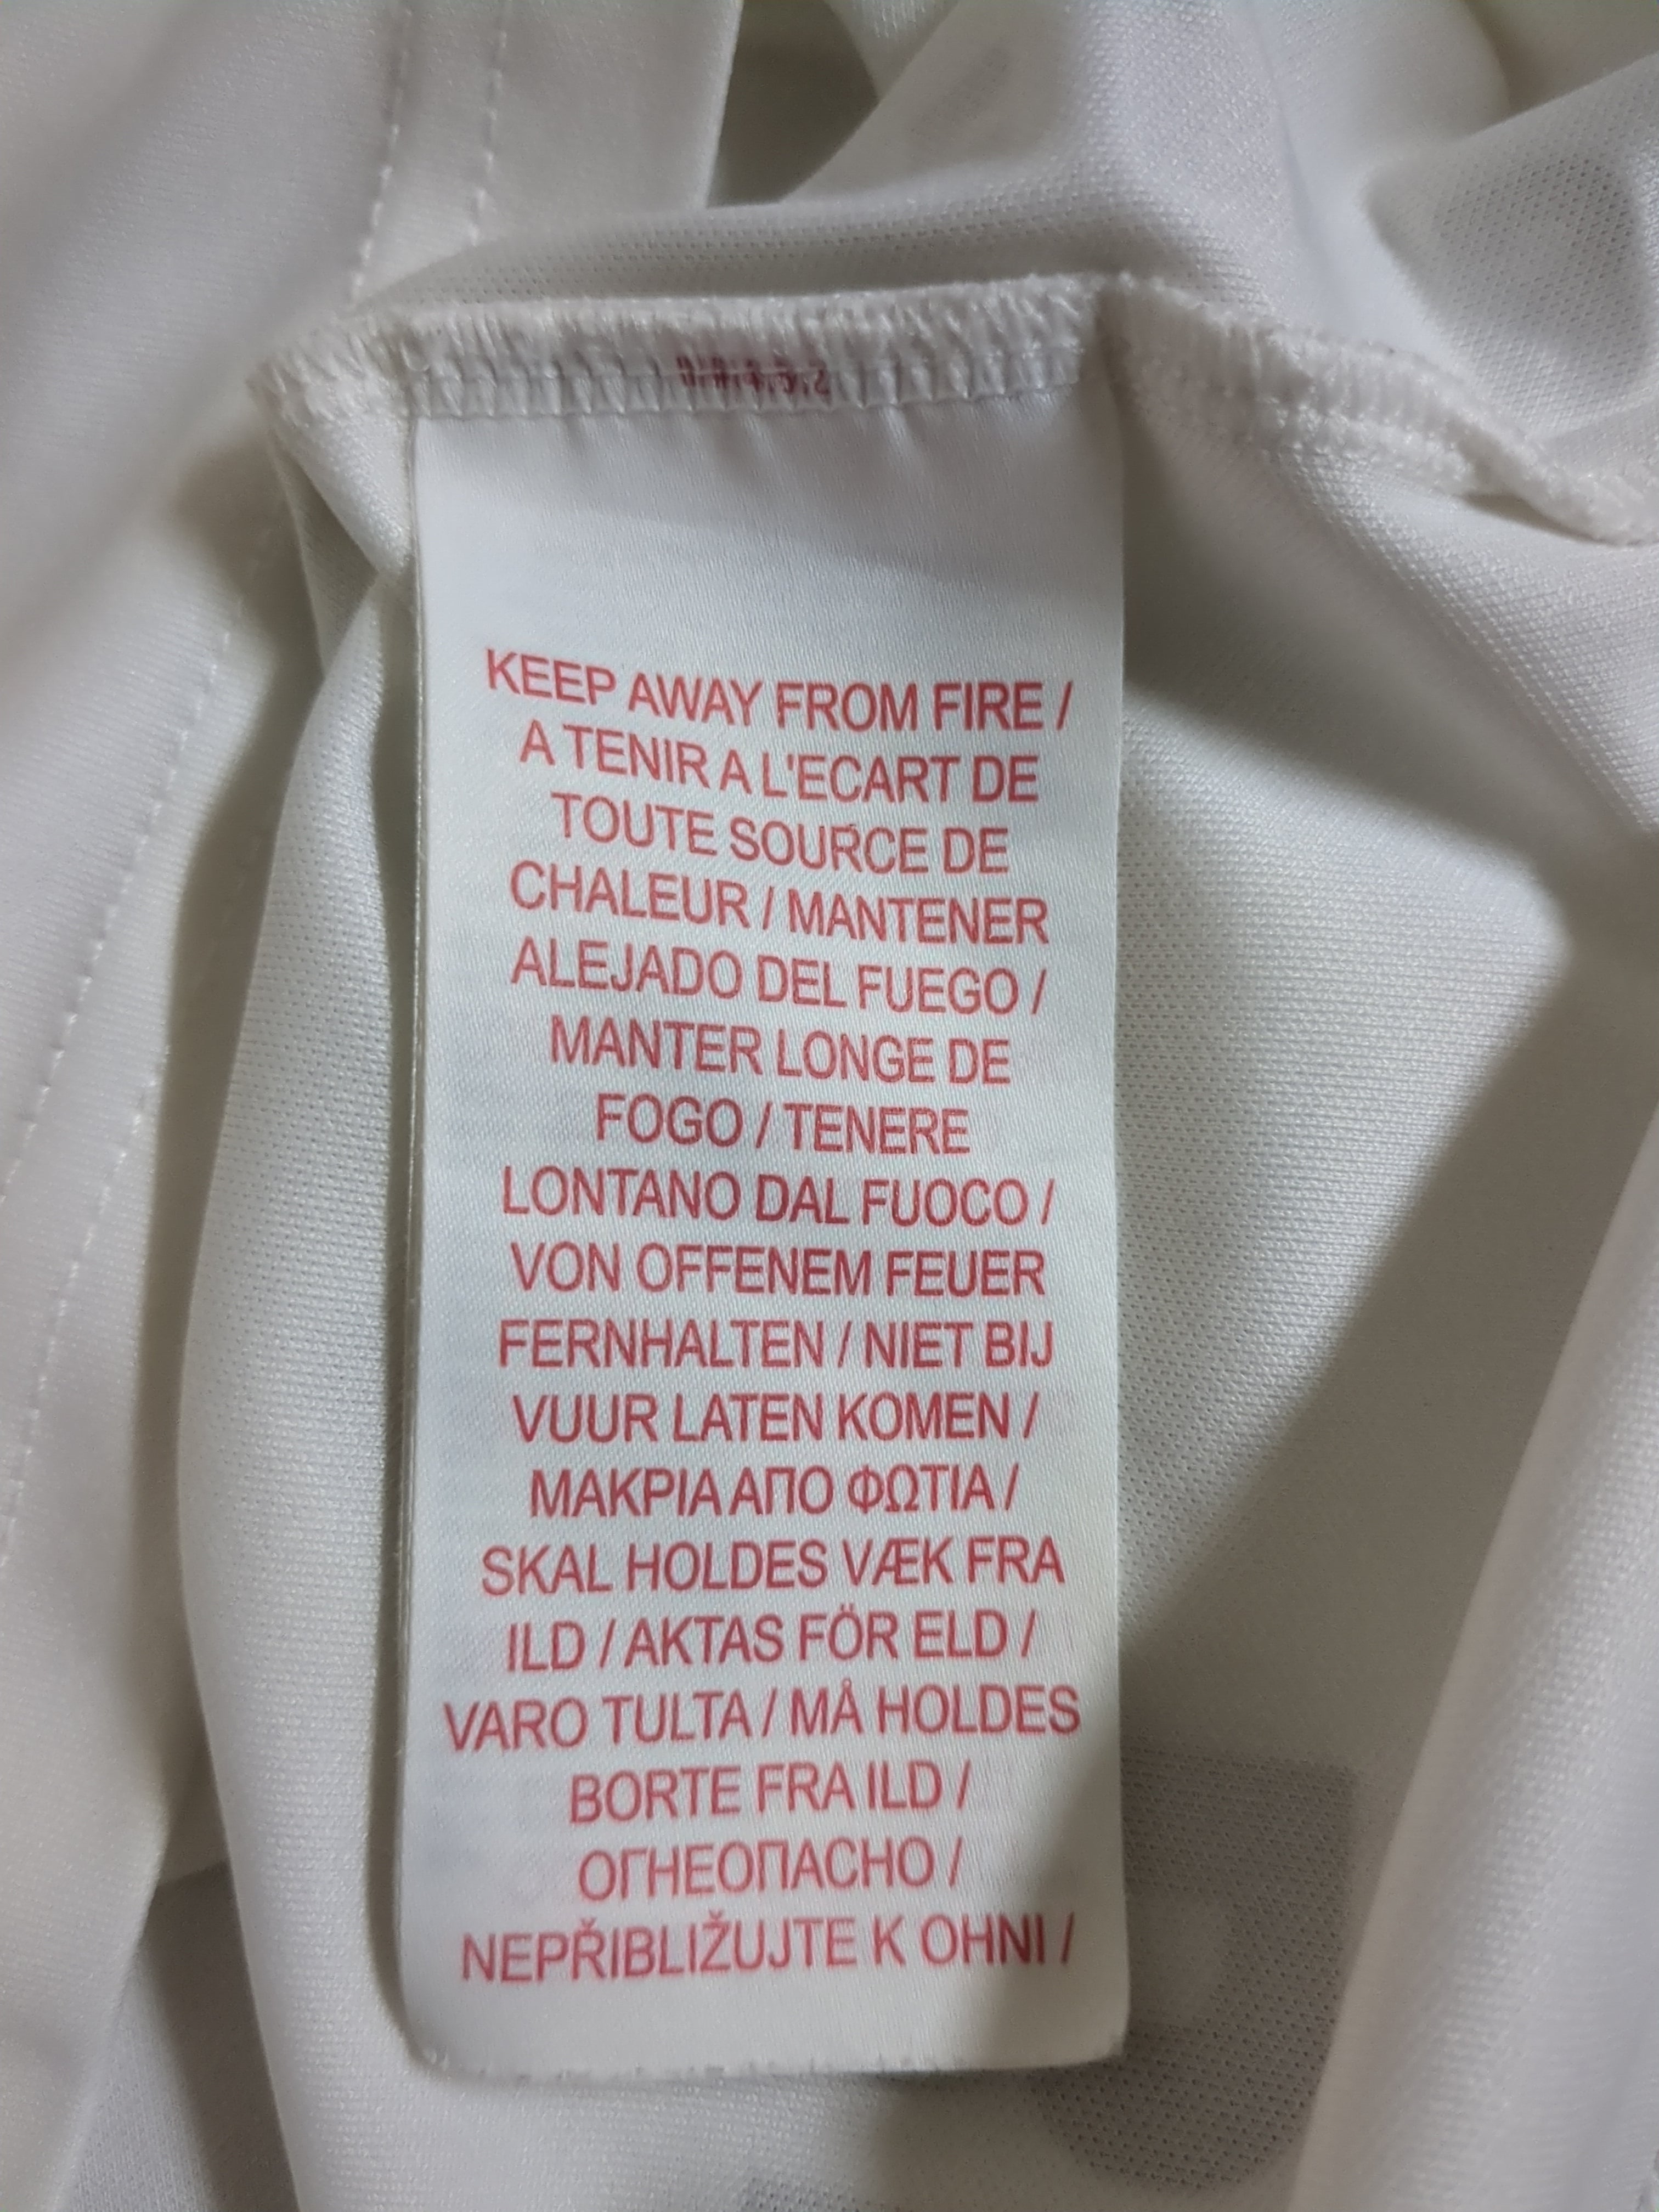 KEEP AWAY FROM FIRE /
A TENIR A L'ECART DE
TOUTE SOURCE DE
CHALEUR / MANTENER
ALEJADO DEL FUEGO /
MANTER LONGE DE
FOGO / TENERE
LONTANO DAL FUOCO /
VON OFFENEM FEUER
FERNHALTEN / NIET BIJ
VUUR LATEN KOMEN /
ΜΑΚΡΙΑ ΑΠΟ ΦΩΤΙΑ /
SKAL HOLDES VÆK FRA
ILD / AKTAS FÖR ELD /
VARO TULTA / MÅ HOLDES
BORTE FRA ILD /
ОГНЕОПАСНО /
NEPŘIBLIŽUJTE K OHNI /